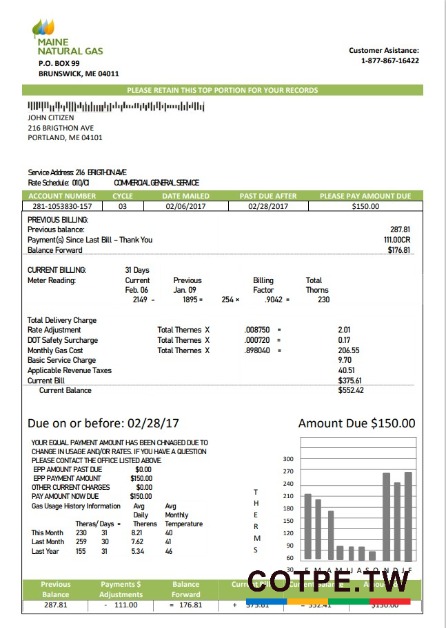 MAINE
NATURAL GAS
P.O. BOX 99
BRUNSWICK, ME 04011
Customer Asistance:
1-877-867-16422
PLEASE RETAIN THIS TOP PORTION FOR YOUR RECORDS
JOHN CITIZEN
216 BRIGTHON AVE
PORTLAND, ME 04101
Service Address: 216 BRIGTHON AVE
Rate Schedule: COMMERCIAL GENERAL SERVICE
ACCOUNT NUMBER CYCLE DATE MAILED PAST DUE AFTER PLEASE PAY AMOUNT DUE
281-1053830-157 03 02/06/2017 02/28/2017 $150.00
PREVIOUS BILLING:
Previous balance: 287.81
Payment(s) Since Last Bill – Thank You 111.00CR
Balance Forward $176.81
CURRENT BILLING: 31 Days
Meter Reading: Current Previous Billing Total
Feb. 06 Jan. 09 Factor Thorns
2149 - 1895 = 254 × .9042 = 230
Total Delivery Charge
Rate Adjustment Total Thernes X .008750 = 2.01
DOT Safety Surcharge Total Thernes X .000720 = 0.17
Monthly Gas Cost Total Thernes X .898040 = 206.55
Basic Service Charge 9.70
Applicable Revenue Taxes 40.51
Current Bill $375.61
Current Balance $552.42
Due on or before: 02/28/17 Amount Due $150.00
YOUR EQUAL PAYMENT AMOUNT HAS BEEN CHNAGED DUE TO
CHANGE IN USAGE AND/OR RATES. IF YOU HAVE A QUESTION
PLEASE CONTACT THE OFFICE LISTED ABOVE.
EPP AMOUNT PAST DUE $0.00
EPP PAYMENT AMOUNT $150.00
OTHER CURRENT CHARGES $0.00
PAY AMOUNT NOW DUE $150.00
Gas Usage History Information Avg Avg
Daily Monthly
Theras/ Days = Therens Temperature
This Month 230 31 8.21 40
Last Month 259 30 7.62 41
Last Year 155 31 5.34 46
T
H
E
R
M
S
300
270
240
210
180
150
120
90
60
30
F M A M J J A S O N D J F
Previous Payments $ Balance
Balance Adjustments Forward
287.81 - 111.00 = 176.81 +
COTPE.TW